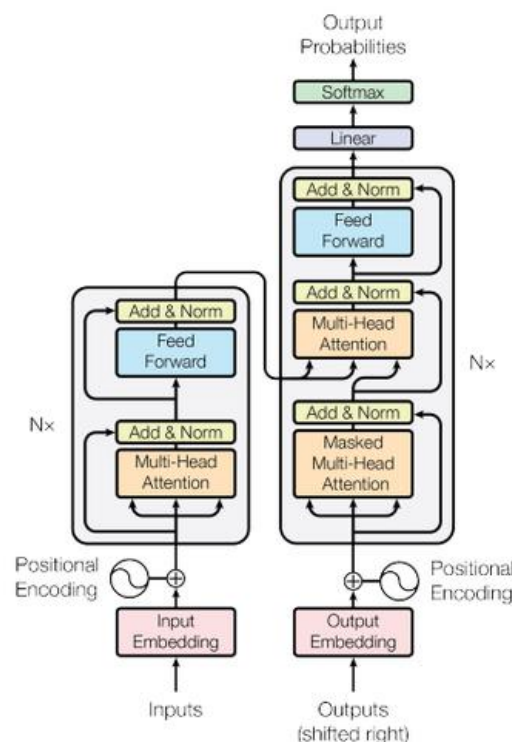 Output
Probabilities
Softmax
Linear
Add & Norm
Feed
Forward
Add & Norm
Multi-Head
Attention
Add & Norm
Masked
Multi-Head
Attention
Nx
Add & Norm
Feed
Forward
Add & Norm
Multi-Head
Attention
Nx
Positional
Encoding
Positional
Encoding
Input
Embedding
Output
Embedding
Inputs
Outputs
(shifted right)